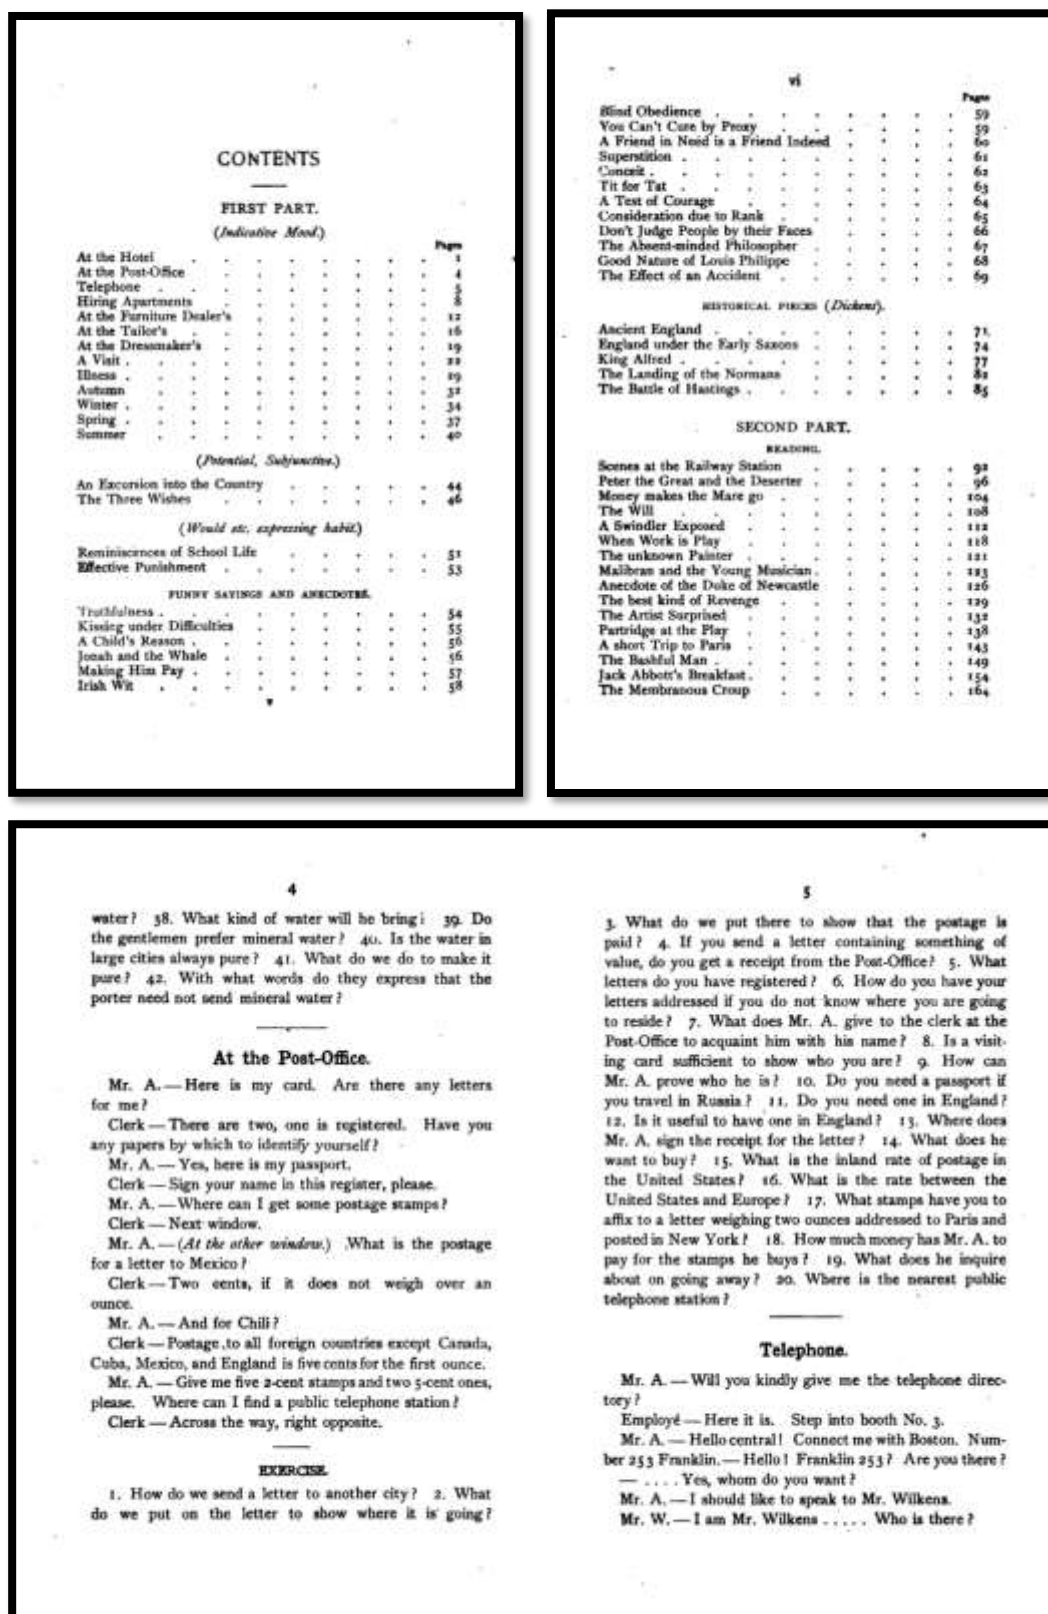 CONTENTS
FIRST PART.
(Indicative Mood.)
Pages
At the Hotel . . . . . . . . 1
At the Post-Office . . . . . . . 4
Telephone . . . . . . . . . 5
Hiring Apartments . . . . . . . 8
At the Furniture Dealer's . . . . . . 12
At the Tailor's . . . . . . . . 16
At the Dressmaker's . . . . . . . 19
A Visit . . . . . . . . . . 22
Illness . . . . . . . . . . 29
Autumn . . . . . . . . . 32
Winter . . . . . . . . . . 34
Spring . . . . . . . . . . 37
Summer . . . . . . . . . 40
(Potential, Subjunctive.)
An Excursion into the Country . . . . . 44
The Three Wishes . . . . . . . 46
(Would etc. expressing habit.)
Reminiscences of School Life . . . . . 51
Effective Punishment . . . . . . . 53
FUNNY SAYINGS AND ANECDOTES.
Truthfulness . . . . . . . . . 54
Kissing under Difficulties . . . . . . 55
A Child's Reason . . . . . . . . 56
Jonah and the Whale . . . . . . . 56
Making Him Pay . . . . . . . . 57
Irish Wit . . . . . . . . . 58
v
vi
Pages
Blind Obedience . . . . . . . . 59
You Can't Cure by Proxy . . . . . . 59
A Friend in Need is a Friend Indeed . . . . 60
Superstition . . . . . . . . . 61
Conceit . . . . . . . . . . 62
Tit for Tat . . . . . . . . . 63
A Test of Courage . . . . . . . 64
Consideration due to Rank . . . . . . 65
Don't Judge People by their Faces . . . . . 66
The Absent-minded Philosopher . . . . . 67
Good Nature of Louis Philippe . . . . . 68
The Effect of an Accident . . . . . . 69
HISTORICAL PIECES (Dickens).
Ancient England . . . . . . . . 71
England under the Early Saxons . . . . . 74
King Alfred . . . . . . . . . 77
The Landing of the Normans . . . . . 82
The Battle of Hastings . . . . . . . 85
SECOND PART.
READING.
Scenes at the Railway Station . . . . . 92
Peter the Great and the Deserter . . . . . 96
Money makes the Mare go . . . . . . 104
The Will . . . . . . . . . 108
A Swindler Exposed . . . . . . . 112
When Work is Play . . . . . . . 118
The unknown Painter . . . . . . . 121
Malibran and the Young Musician . . . . . 123
Anecdote of the Duke of Newcastle . . . . 126
The best kind of Revenge . . . . . . 129
The Artist Surprised . . . . . . . 132
Partridge at the Play . . . . . . . 138
A short Trip to Paris . . . . . . . 143
The Bashful Man . . . . . . . . 149
Jack Abbott's Breakfast . . . . . . . 154
The Membranous Croup . . . . . . 164
4
water? 38. What kind of water will he bring? 39. Do
the gentlemen prefer mineral water? 40. Is the water in
large cities always pure? 41. What do we do to make it
pure? 42. With what words do they express that the
porter need not send mineral water?
At the Post-Office.
Mr. A.—Here is my card. Are there any letters
for me?
Clerk—There are two, one is registered. Have you
any papers by which to identify yourself?
Mr. A.—Yes, here is my passport.
Clerk—Sign your name in this register, please.
Mr. A.—Where can I get some postage stamps?
Clerk—Next window.
Mr. A.—(At the other window.) What is the postage
for a letter to Mexico?
Clerk—Two cents, if it does not weigh over an
ounce.
Mr. A.—And for Chili?
Clerk—Postage to all foreign countries except Canada,
Cuba, Mexico, and England is five cents for the first ounce.
Mr. A.—Give me five 2-cent stamps and two 5-cent ones,
please. Where can I find a public telephone station?
Clerk—Across the way, right opposite.
EXERCISE.
1. How do we send a letter to another city? 2. What
do we put on the letter to show where it is going?
5
3. What do we put there to show that the postage is
paid? 4. If you send a letter containing something of
value, do you get a receipt from the Post-Office? 5. What
letters do you have registered? 6. How do you have your
letters addressed if you do not know where you are going
to reside? 7. What does Mr. A. give to the clerk at the
Post-Office to acquaint him with his name? 8. Is a visit-
ing card sufficient to show who you are? 9. How can
Mr. A. prove who he is? 10. Do you need a passport if
you travel in Russia? 11. Do you need one in England?
12. Is it useful to have one in England? 13. Where does
Mr. A. sign the receipt for the letter? 14. What does he
want to buy? 15. What is the inland rate of postage in
the United States? 16. What is the rate between the
United States and Europe? 17. What stamps have you to
affix to a letter weighing two ounces addressed to Paris and
posted in New York? 18. How much money has Mr. A. to
pay for the stamps he buys? 19. What does he inquire
about on going away? 20. Where is the nearest public
telephone station?
Telephone.
Mr. A.—Will you kindly give me the telephone direc-
tory?
Employé—Here it is. Step into booth No. 3.
Mr. A.—Hello central! Connect me with Boston. Num-
ber 253 Franklin.—Hello! Franklin 253? Are you there?
— . . . . Yes, whom do you want?
Mr. A.—I should like to speak to Mr. Wilkens.
Mr. W.—I am Mr. Wilkens . . . . . Who is there?